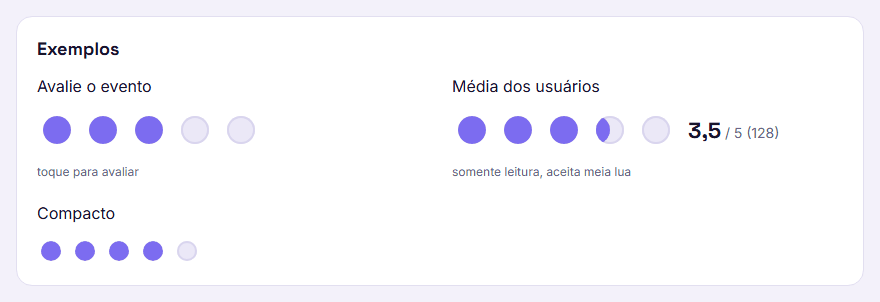 Exemplos
Avalie o evento
toque para avaliar
Média dos usuários
3,5 / 5 (128)
somente leitura, aceita meia lua
Compacto